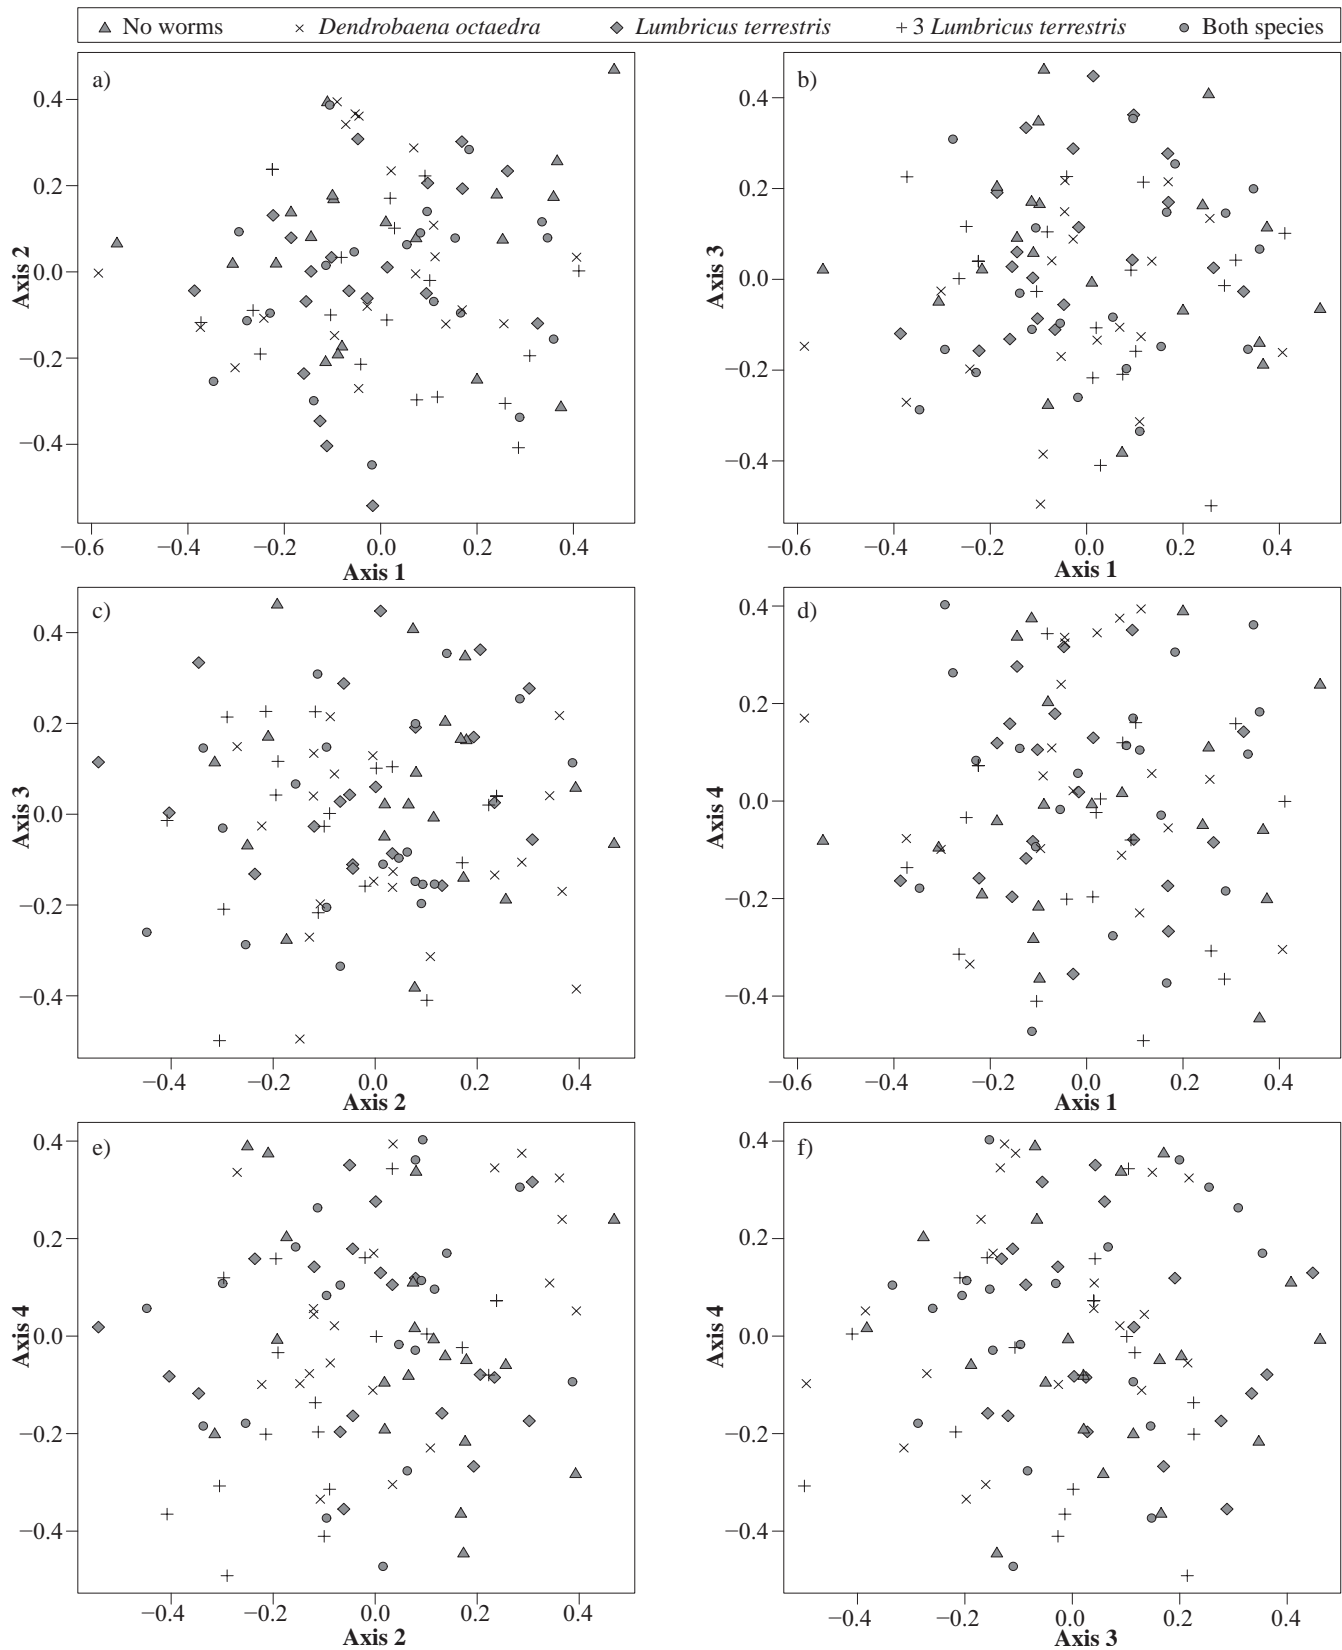 No worms Dendrobaena octaedra Lumbricus terrestris 3 Lumbricus terrestris Both species
a)
0.4
0.2
0.0
−0.2
−0.4
Axis 2
−0.6 −0.4 −0.2 0.0 0.2 0.4
Axis 1
b)
0.4
0.2
0.0
−0.2
−0.4
Axis 3
−0.6 −0.4 −0.2 0.0 0.2 0.4
Axis 1
c)
0.4
0.2
0.0
−0.2
−0.4
Axis 3
−0.4 −0.2 0.0 0.2 0.4
Axis 2
d)
0.4
0.2
0.0
−0.2
−0.4
Axis 4
−0.6 −0.4 −0.2 0.0 0.2 0.4
Axis 1
e)
0.4
0.2
0.0
−0.2
−0.4
Axis 4
−0.4 −0.2 0.0 0.2 0.4
Axis 2
f)
0.4
0.2
0.0
−0.2
−0.4
Axis 4
−0.4 −0.2 0.0 0.2 0.4
Axis 3